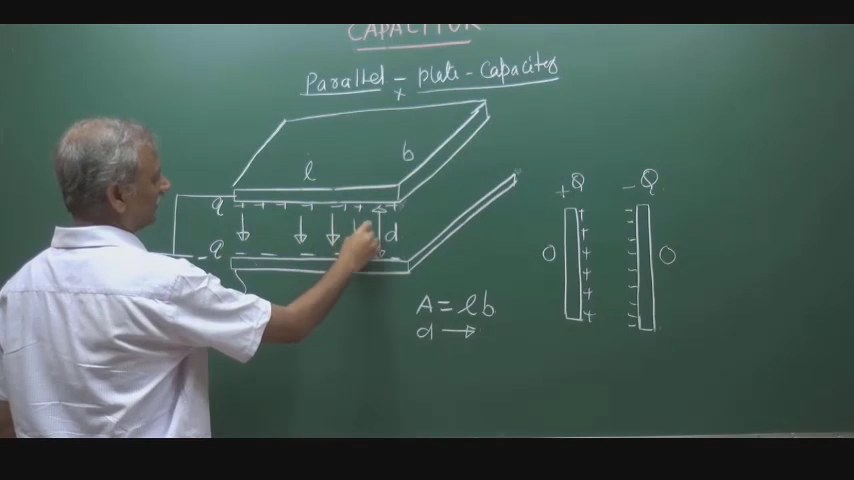 CAPACITOR
Parallel - plate - Capacitor
l
b
q + + + + + + + +
d
- q - - - - - -
A = lb
d →
+Q
- Q
O
O